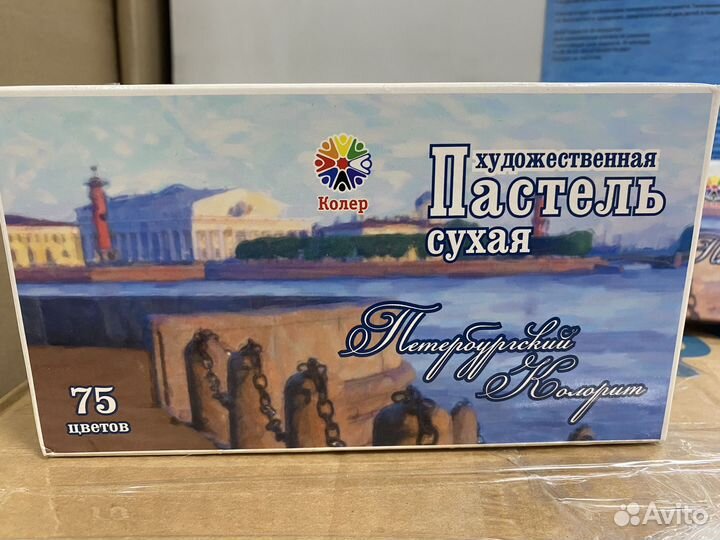 Колер
художественная
Пастель
сухая
Петербургский
Колорит
75
цветов
Avito